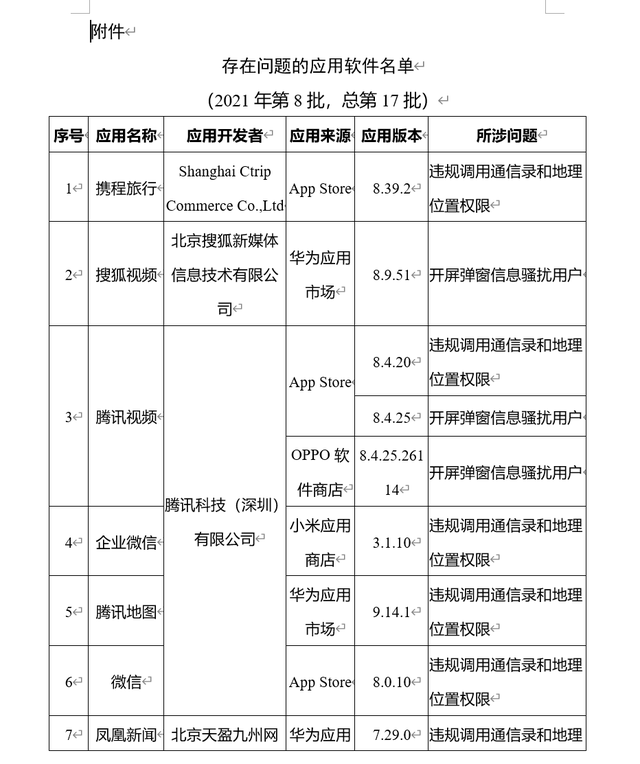 附件
存在问题的应用软件名单
（2021 年第 8 批，总第 17 批）
序号 应用名称 应用开发者 应用来源 应用版本 所涉问题
1 携程旅行 Shanghai Ctrip Commerce Co.,Ltd App Store 8.39.2 违规调用通信录和地理位置权限
2 搜狐视频 北京搜狐新媒体信息技术有限公司 华为应用市场 8.9.51 开屏弹窗信息骚扰用户
3 腾讯视频 腾讯科技（深圳）有限公司 App Store 8.4.20 违规调用通信录和地理位置权限
8.4.25 开屏弹窗信息骚扰用户
OPPO 软件商店 8.4.25.26114 开屏弹窗信息骚扰用户
4 企业微信 小米应用商店 3.1.10 违规调用通信录和地理位置权限
5 腾讯地图 华为应用市场 9.14.1 违规调用通信录和地理位置权限
6 微信 App Store 8.0.10 违规调用通信录和地理位置权限
7 凤凰新闻 北京天盈九州网 华为应用 7.29.0 违规调用通信录和地理